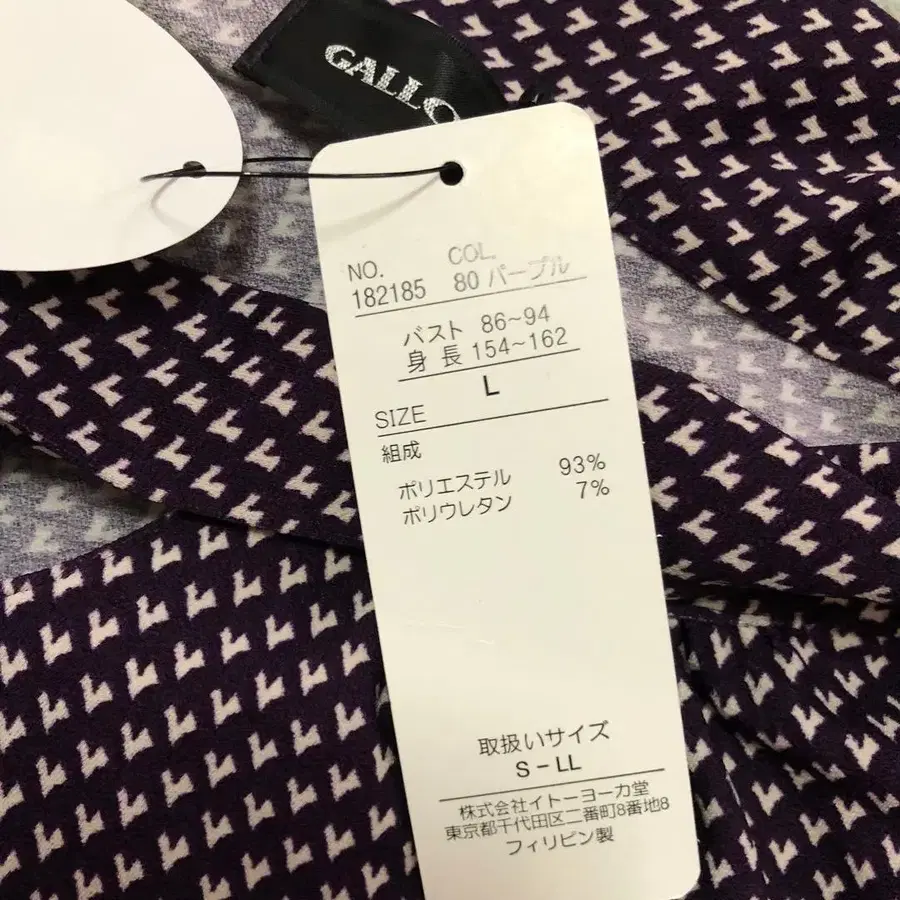 GALLO
NO. COL.
182185 80 パープル
バスト 86~94
身 長 154~162
L
SIZE
組成
ポリエステル 93%
ポリウレタン 7%
取扱いサイズ
S-LL
株式会社イトーヨーカ堂
東京都千代田区二番町8番地8
フィリピン製